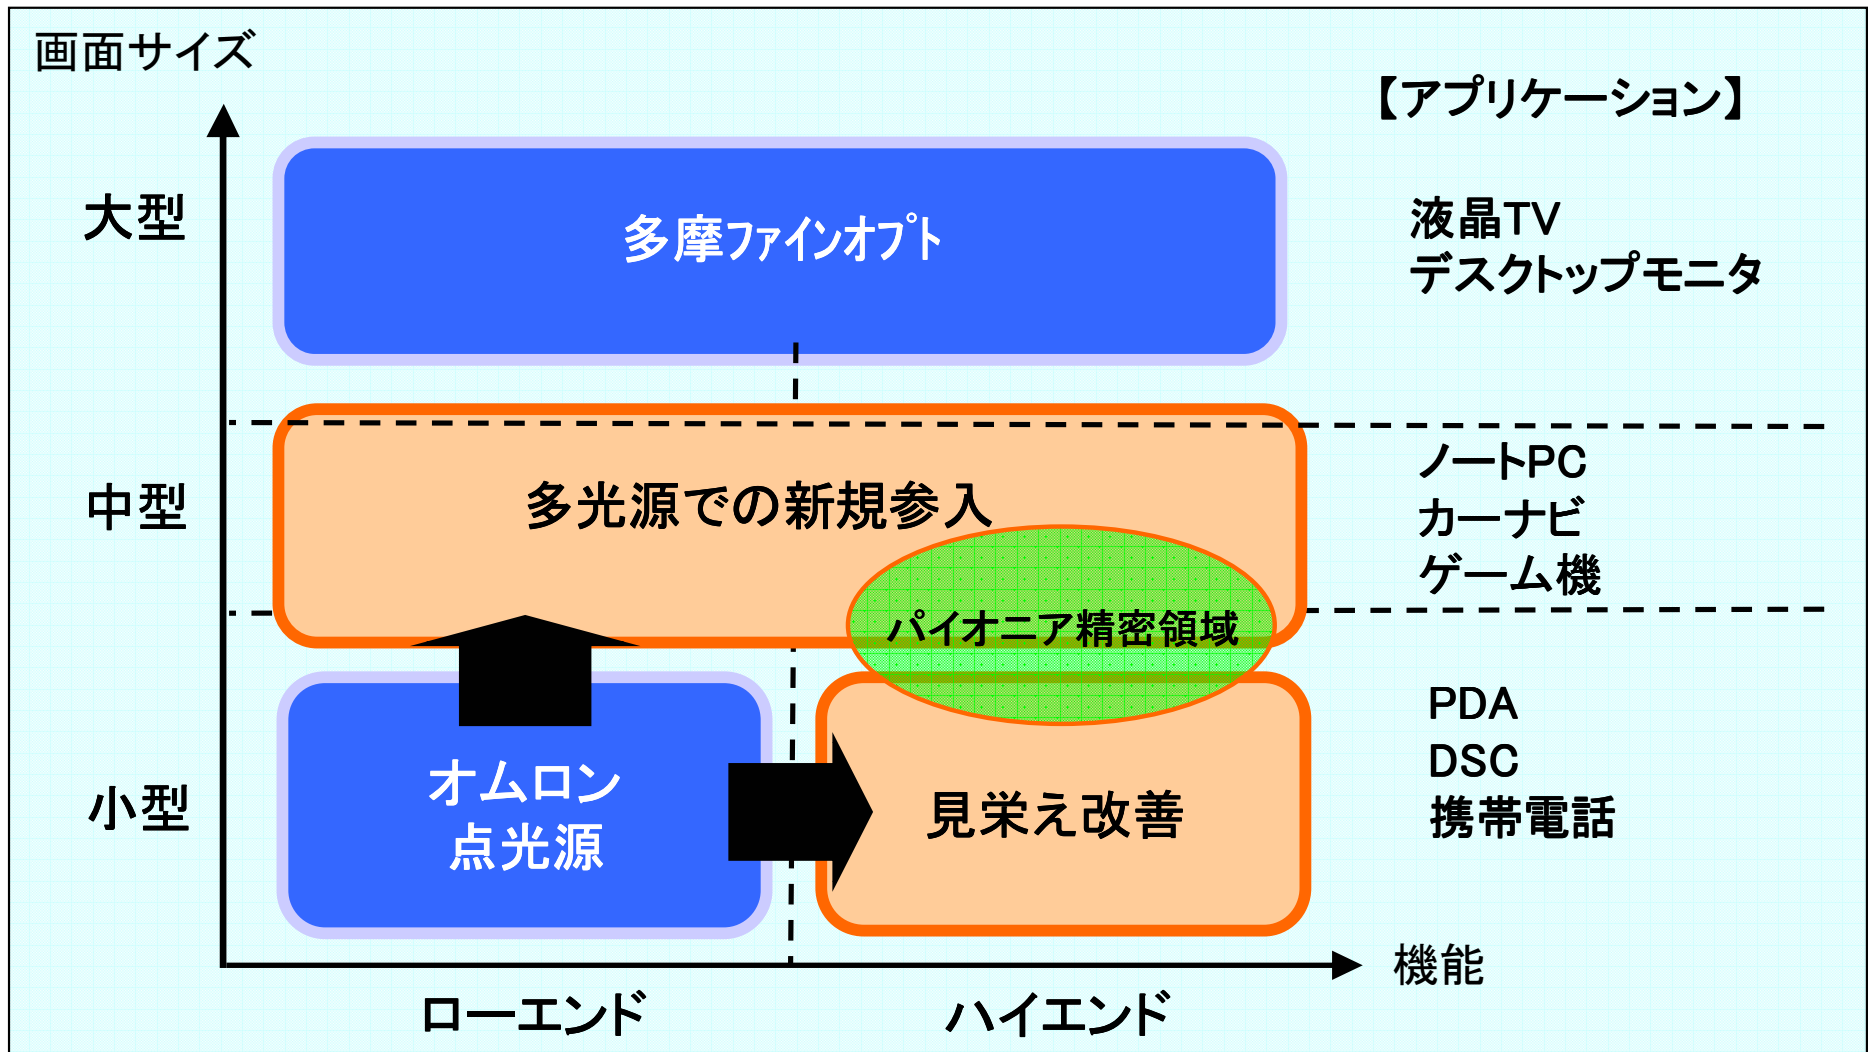 画面サイズ
【アプリケーション】
大型
多摩ファインオプト
液晶TV
デスクトップモニタ
中型
多光源での新規参入
ノートPC
カーナビ
ゲーム機
パイオニア精密領域
小型
オムロン
点光源
見栄え改善
PDA
DSC
携帯電話
機能
ローエンド
ハイエンド